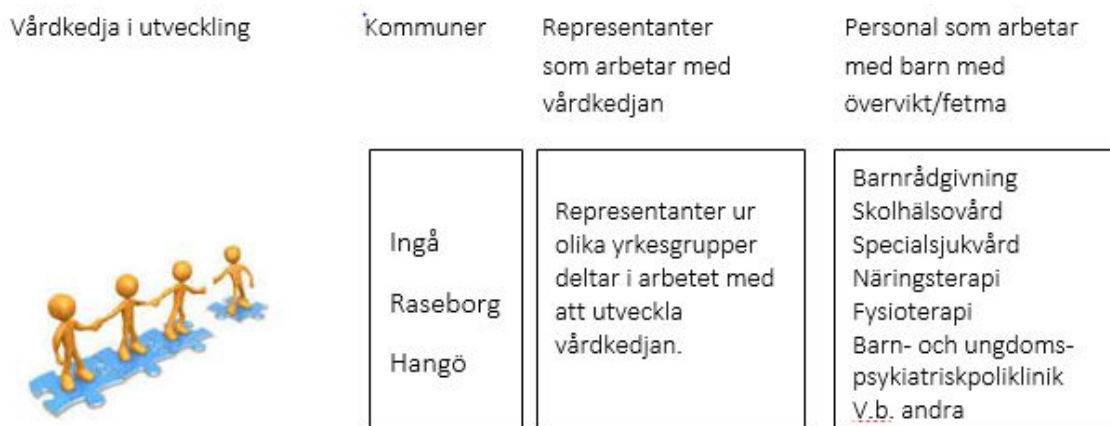 Vårdkedja i utveckling
Kommuner
Representanter
som arbetar med
vårdkedjan
Personal som arbetar
med barn med
övervikt/fetma
Ingå
Raseborg
Hangö
Representanter ur
olika yrkesgrupper
deltar i arbetet med
att utveckla
vårdkedjan.
Barnrådgivning
Skolhälsovård
Specialsjukvård
Näringsterapi
Fysioterapi
Barn- och ungdoms-
psykiatriskpoliklinik
V.b. andra